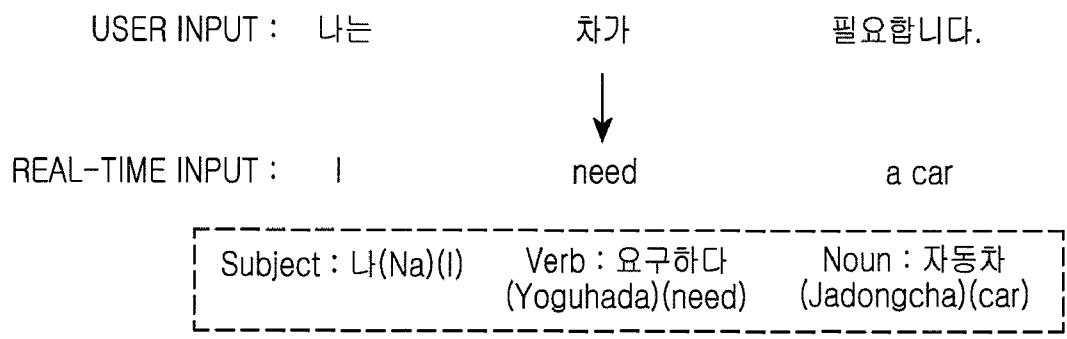 USER INPUT : 나는 차가 필요합니다.
REAL-TIME INPUT : I need a car
Subject : 나(Na)(I) Verb : 요구하다 Noun : 자동차
(Yoguhada)(need) (Jadongcha)(car)